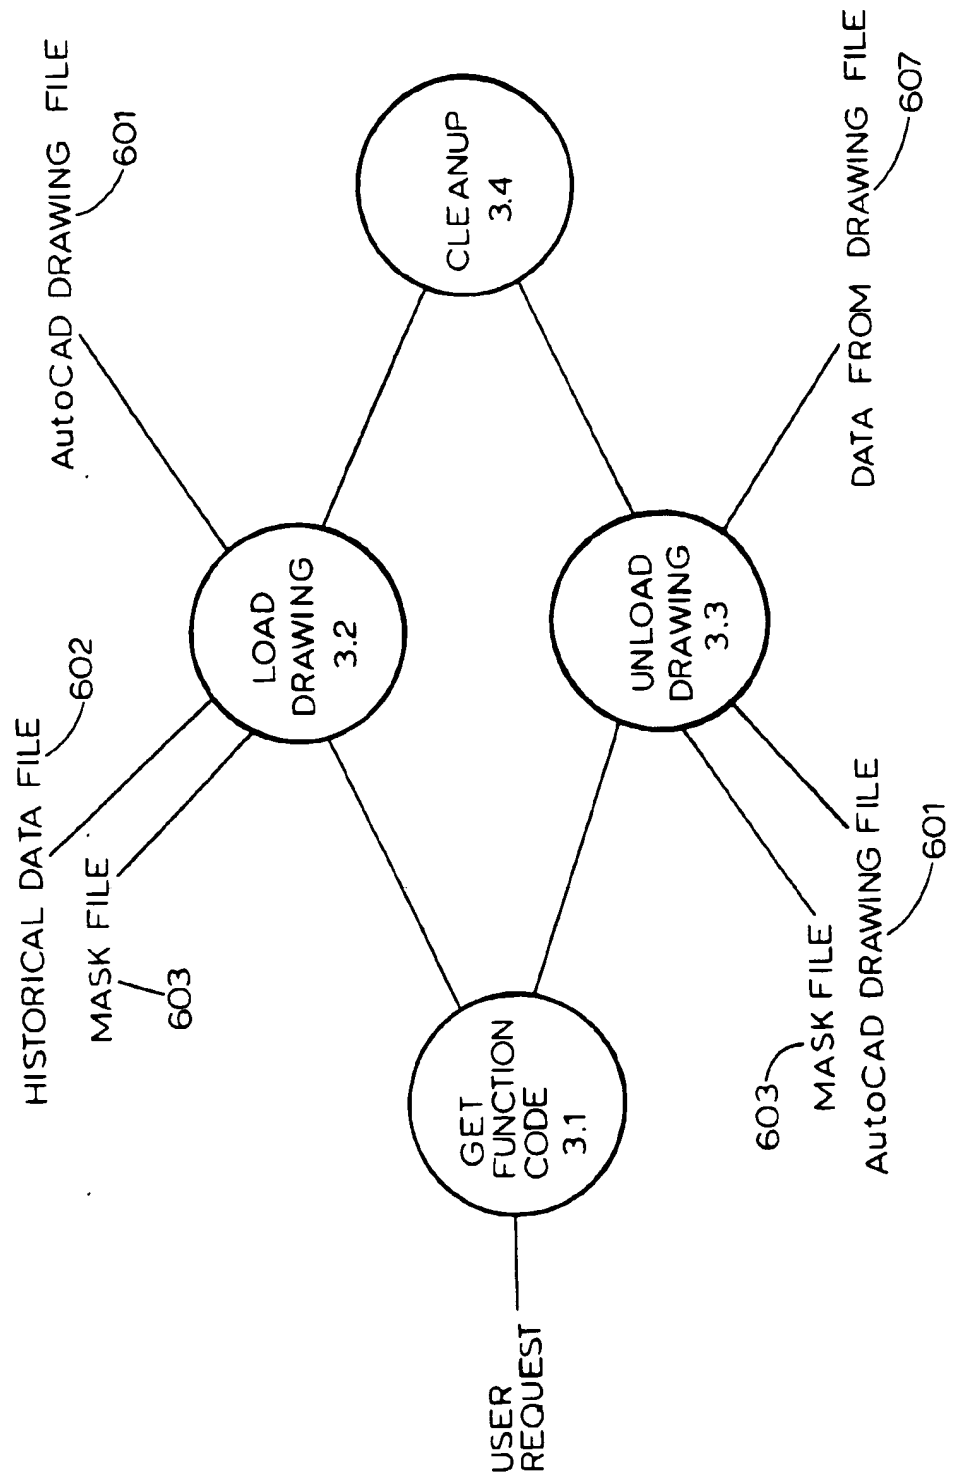 HISTORICAL DATA FILE
602
MASK FILE
603
AutoCAD DRAWING FILE
601
LOAD
DRAWING
3.2
USER
REQUEST
GET
FUNCTION
CODE
3.1
CLEANUP
3.4
UNLOAD
DRAWING
3.3
603
MASK FILE
AutoCAD DRAWING FILE
601
DATA FROM DRAWING FILE
607